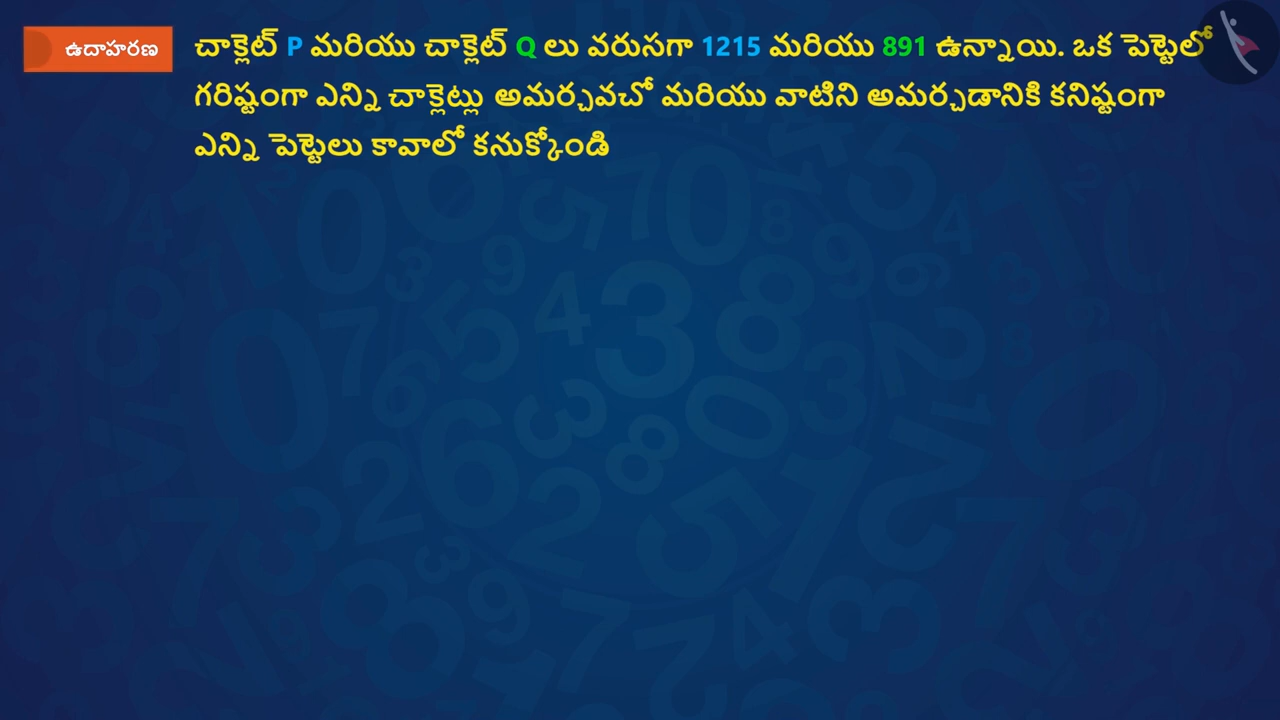 ఉదాహరణ
చాక్లెట్ P మరియు చాక్లెట్ Q లు వరుసగా 1215 మరియు 891 ఉన్నాయి. ఒక పెట్టెలో
గరిష్టంగా ఎన్ని చాక్లెట్లు అమర్చవచో మరియు వాటిని అమర్చడానికి కనిష్టంగా
ఎన్ని పెట్టెలు కావాలో కనుక్కోండి